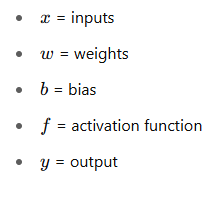 • x = inputs
• w = weights
• b = bias
• f = activation function
• y = output